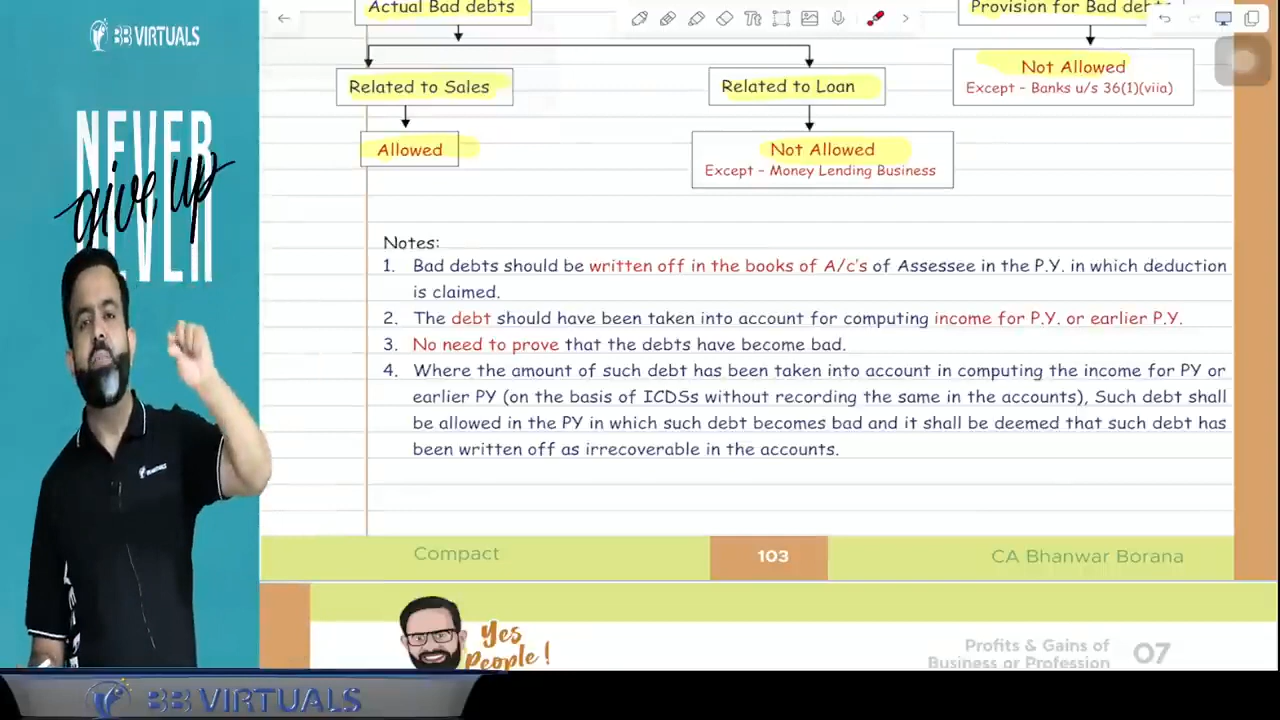 BB VIRTUALS
NEVER
give up
NEVER
Actual Bad debts
Provision for Bad debts
Related to Sales
Related to Loan
Not Allowed
Except – Banks u/s 36(1)(viia)
Allowed
Not Allowed
Except – Money Lending Business
Notes:
1. Bad debts should be written off in the books of A/c's of Assessee in the P.Y. in which deduction
is claimed.
2. The debt should have been taken into account for computing income for P.Y. or earlier P.Y.
3. No need to prove that the debts have become bad.
4. Where the amount of such debt has been taken into account in computing the income for PY or
earlier PY (on the basis of ICDSs without recording the same in the accounts), Such debt shall
be allowed in the PY in which such debt becomes bad and it shall be deemed that such debt has
been written off as irrecoverable in the accounts.
Compact
103
CA Bhanwar Borana
Yes
People !
Profits & Gains of
Business or Profession
07
BB VIRTUALS